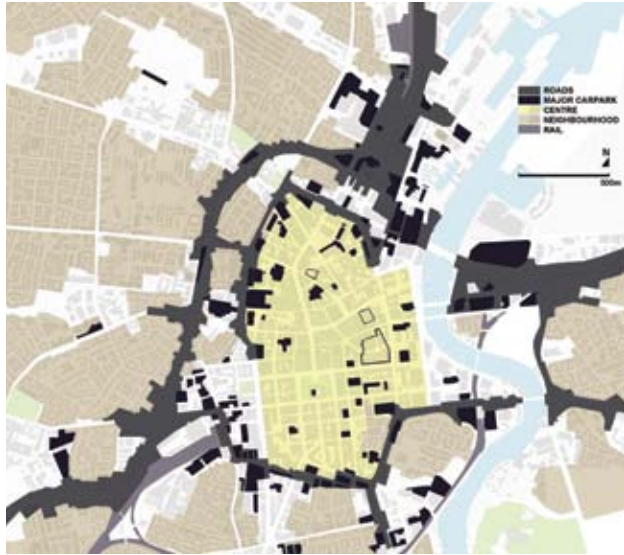 ROADS
MAJOR CARPARK
CENTRE
NEIGHBOURHOOD
RAIL
N
500m